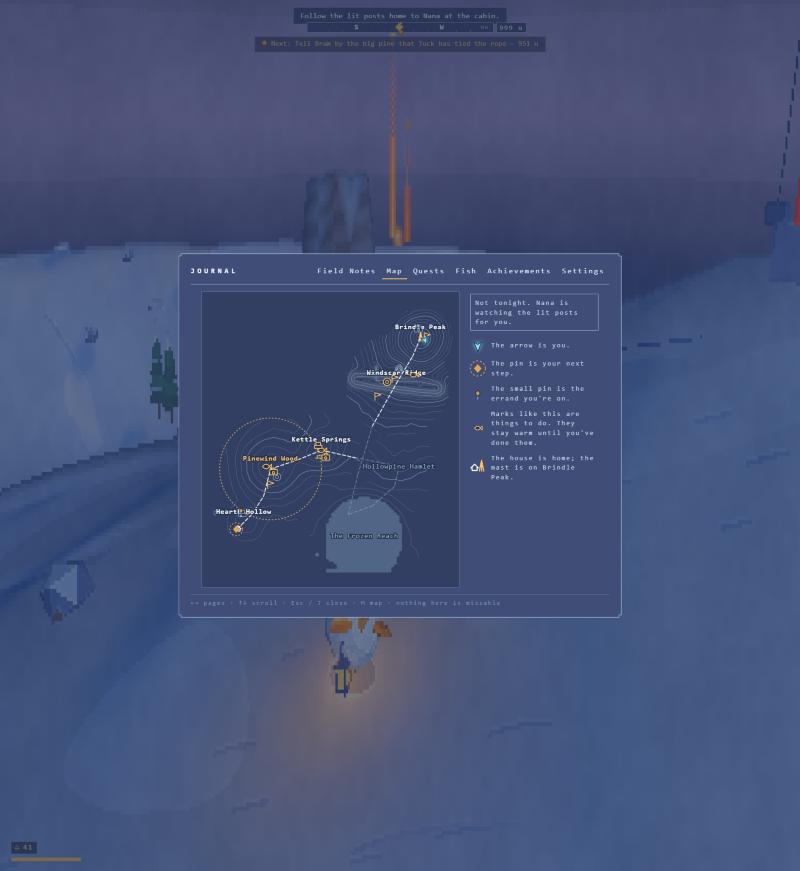 Follow the lit posts home to Nana at the cabin.
S W 999 u
Next: Tell Bram by the big pine that Tuck has tied the rope - 951 u
JOURNAL
Field Notes Map Quests Fish Achievements Settings
Not tonight. Nana is
watching the lit posts
for you.
The arrow is you.
The pin is your next
step.
The small pin is the
errand you're on.
Marks like this are
things to do. They
stay warm until you've
done them.
The house is home; the
mast is on Brindle
Peak.
Brindle Peak
Windscar Ridge
Kettle Springs
Pinewind Wood
Hollowpine Hamlet
Hearth Hollow
The Frozen Reach
←→ pages · ↑↓ scroll · Esc / J close · M map · nothing here is missable
41